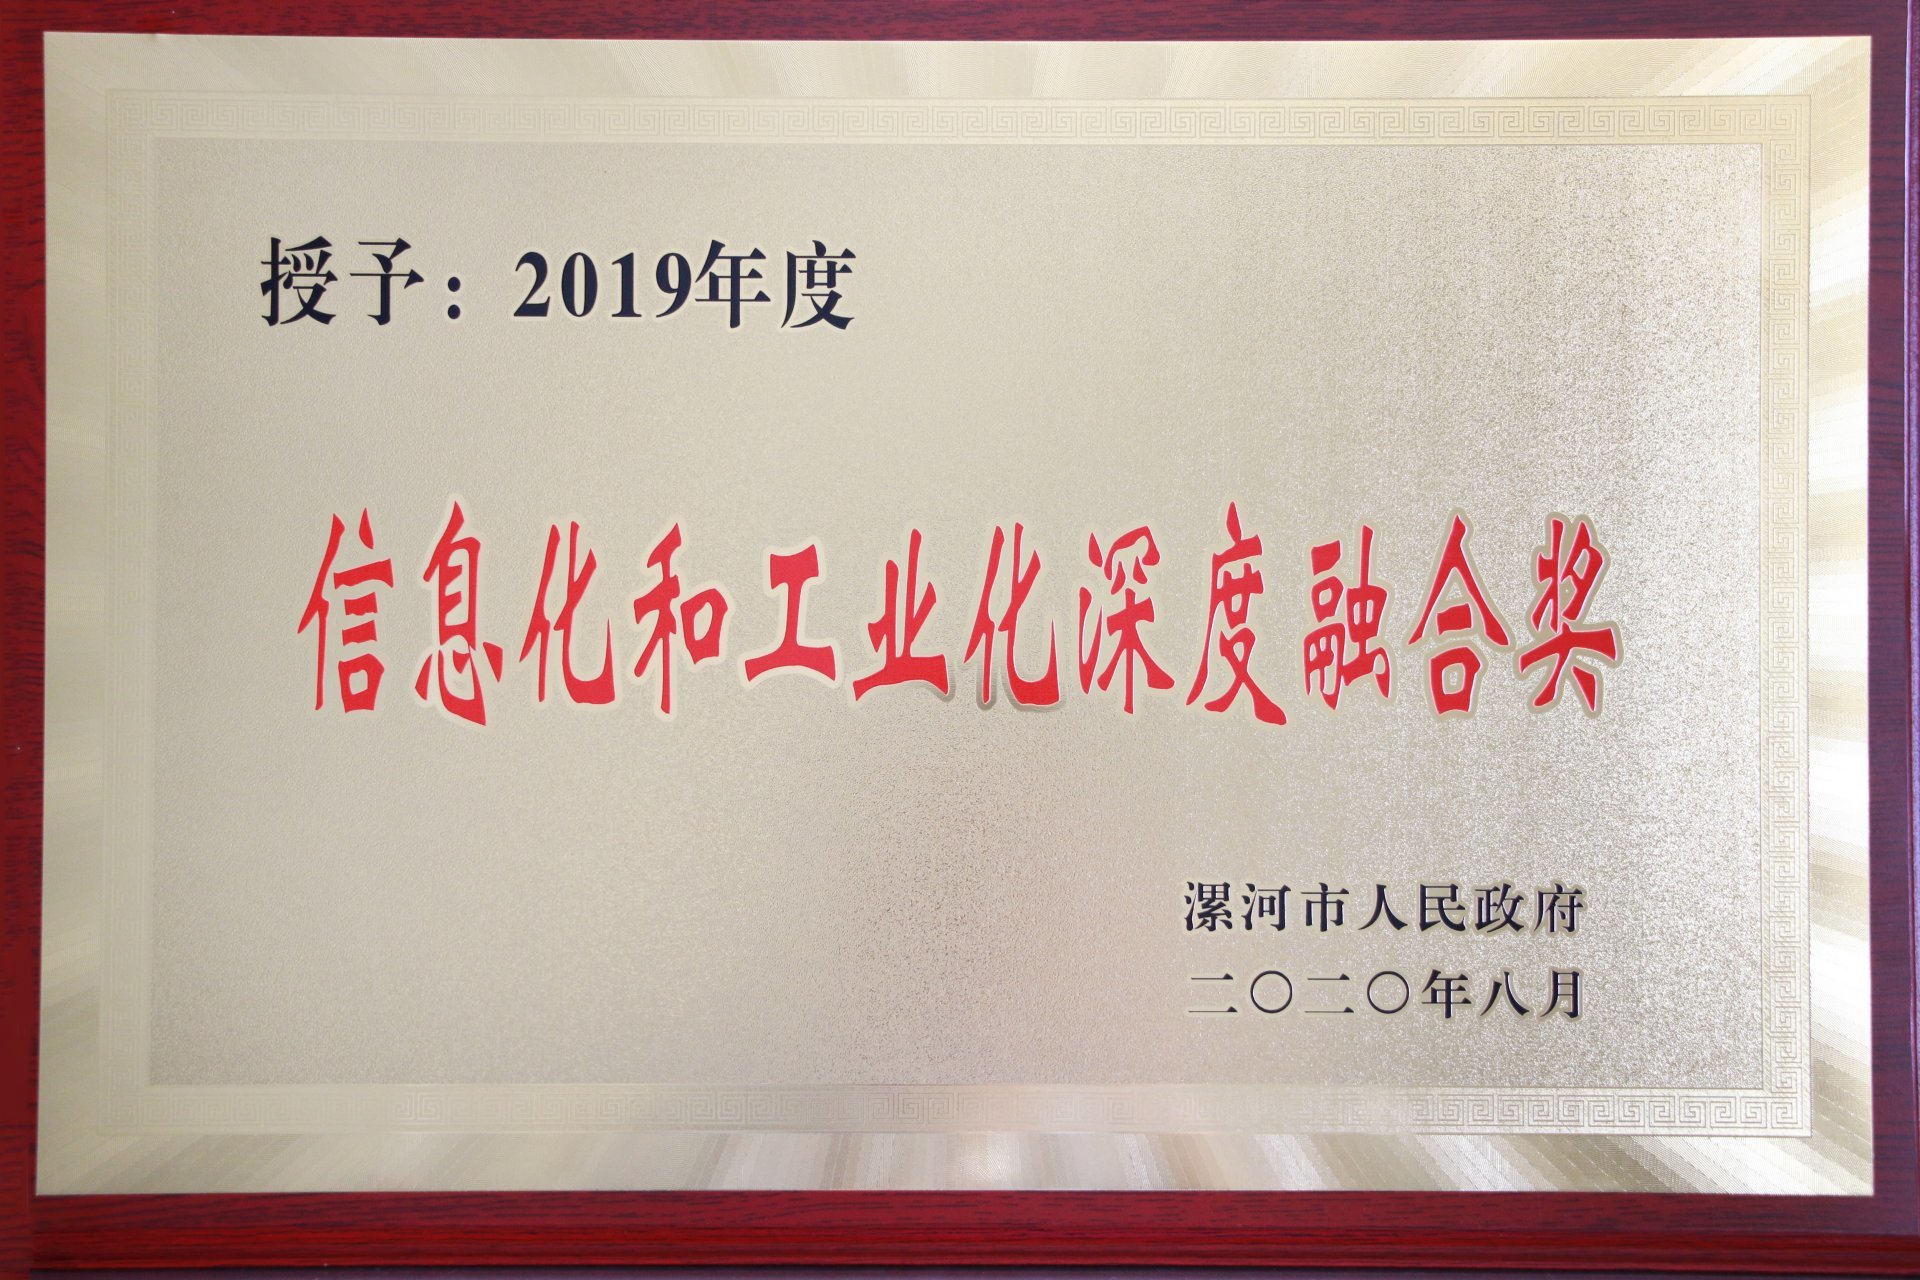 授予：2019年度
信息化和工业化深度融合奖
漯河市人民政府
二〇二〇年八月